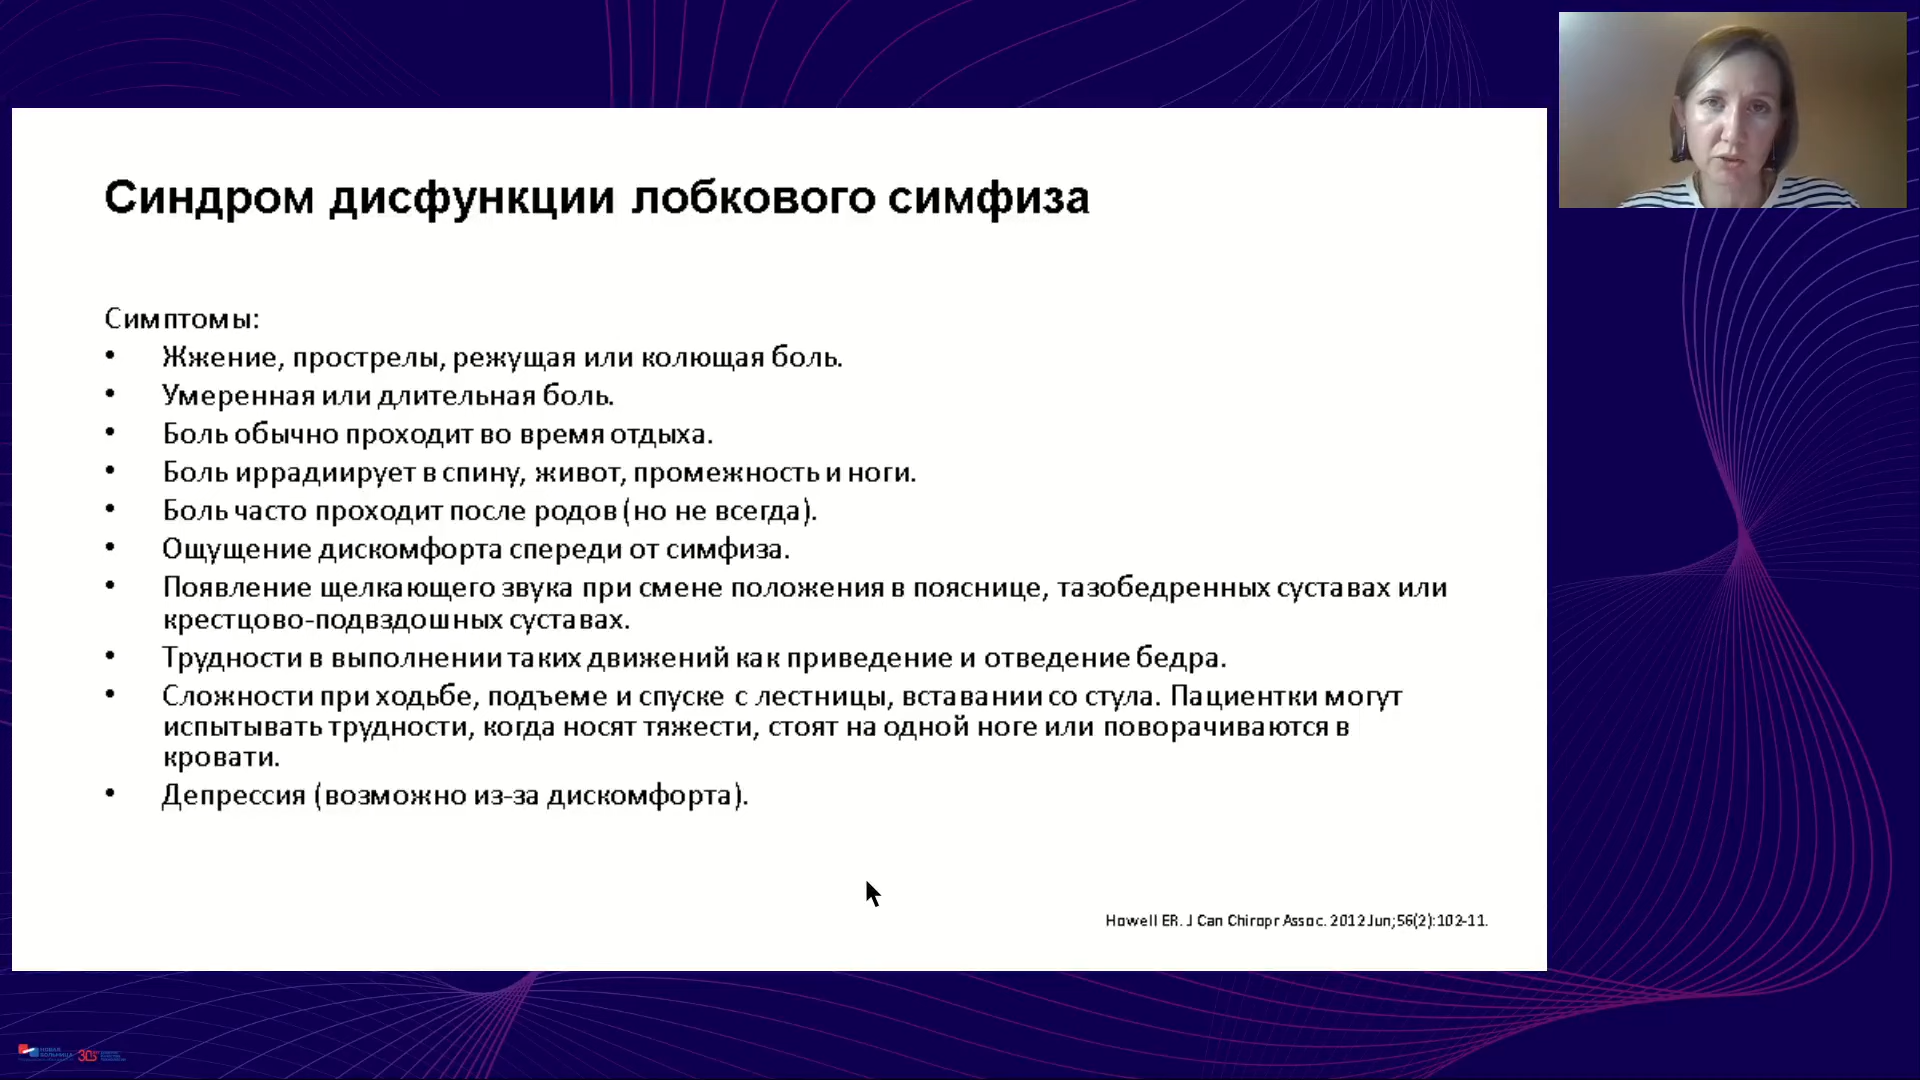 Синдром дисфункции лобкового симфиза
Симптомы:
• Жжение, прострелы, режущая или колющая боль.
• Умеренная или длительная боль.
• Боль обычно проходит во время отдыха.
• Боль иррадиирует в спину, живот, промежность и ноги.
• Боль часто проходит после родов (но не всегда).
• Ощущение дискомфорта спереди от симфиза.
• Появление щелкающего звука при смене положения в пояснице, тазобедренных суставах или
крестцово-подвздошных суставах.
• Трудности в выполнении таких движений как приведение и отведение бедра.
• Сложности при ходьбе, подъеме и спуске с лестницы, вставании со стула. Пациентки могут
испытывать трудности, когда носят тяжести, стоят на одной ноге или поворачиваются в
кровати.
• Депрессия (возможно из-за дискомфорта).
Howell ER. J Can Chiropr Assoc. 2012 Jun;56(2):102-11.
НОВАЯ
БОЛЬНИЦА
30